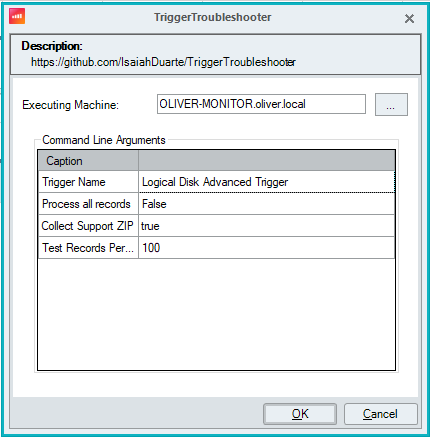 TriggerTroubleshooter
Description:
https://github.com/IsaiahDuarte/TriggerTroubleshooter
Executing Machine: OLIVER-MONITOR.oliver.local ...
Command Line Arguments
Caption
Trigger Name Logical Disk Advanced Trigger
Process all records False
Collect Support ZIP true
Test Records Per... 100
OK Cancel